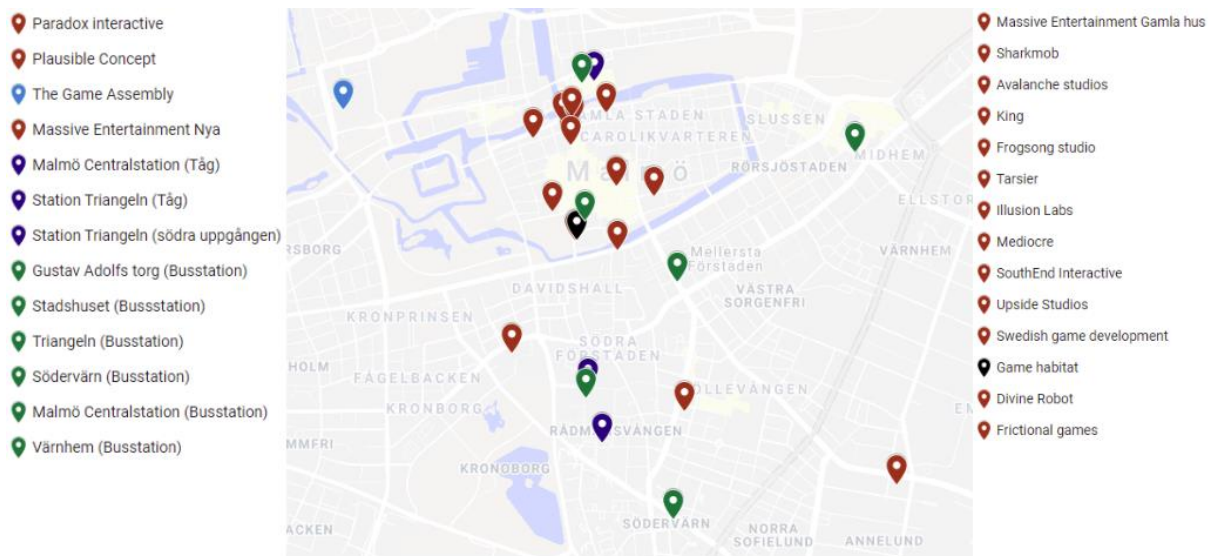 Paradox interactive
Plausible Concept
The Game Assembly
Massive Entertainment Nya
Malmö Centralstation (Tåg)
Station Triangeln (Tåg)
Station Triangeln (södra uppgången)
Gustav Adolfs torg (Busstation)
Stadshuset (Bussstation)
Triangeln (Busstation)
Södervärn (Busstation)
Malmö Centralstation (Busstation)
Värnhem (Busstation)
GAMLA STADEN
CAROLIKVARTEREN
SLUSSEN
MIDHEM
RÖRSJÖSTADEN
ELLSTOR
VÄRNHEM
RSBORG
Mellersta
Förstaden
DAVIDSHALL
VÄSTRA
SORGENFRI
KRONPRINSEN
SÖDRA
FÖRSTADEN
HOLM
FÅGELBACKEN
KRONBORG
RÅDMANSVÅNGEN
MMFRI
KRONOBORG
SÖDERVÄRN
NORRA
SOFIELUND
ANNELUND
ACKEN
Massive Entertainment Gamla hus
Sharkmob
Avalanche studios
King
Frogsong studio
Tarsier
Illusion Labs
Mediocre
SouthEnd Interactive
Upside Studios
Swedish game development
Game habitat
Divine Robot
Frictional games